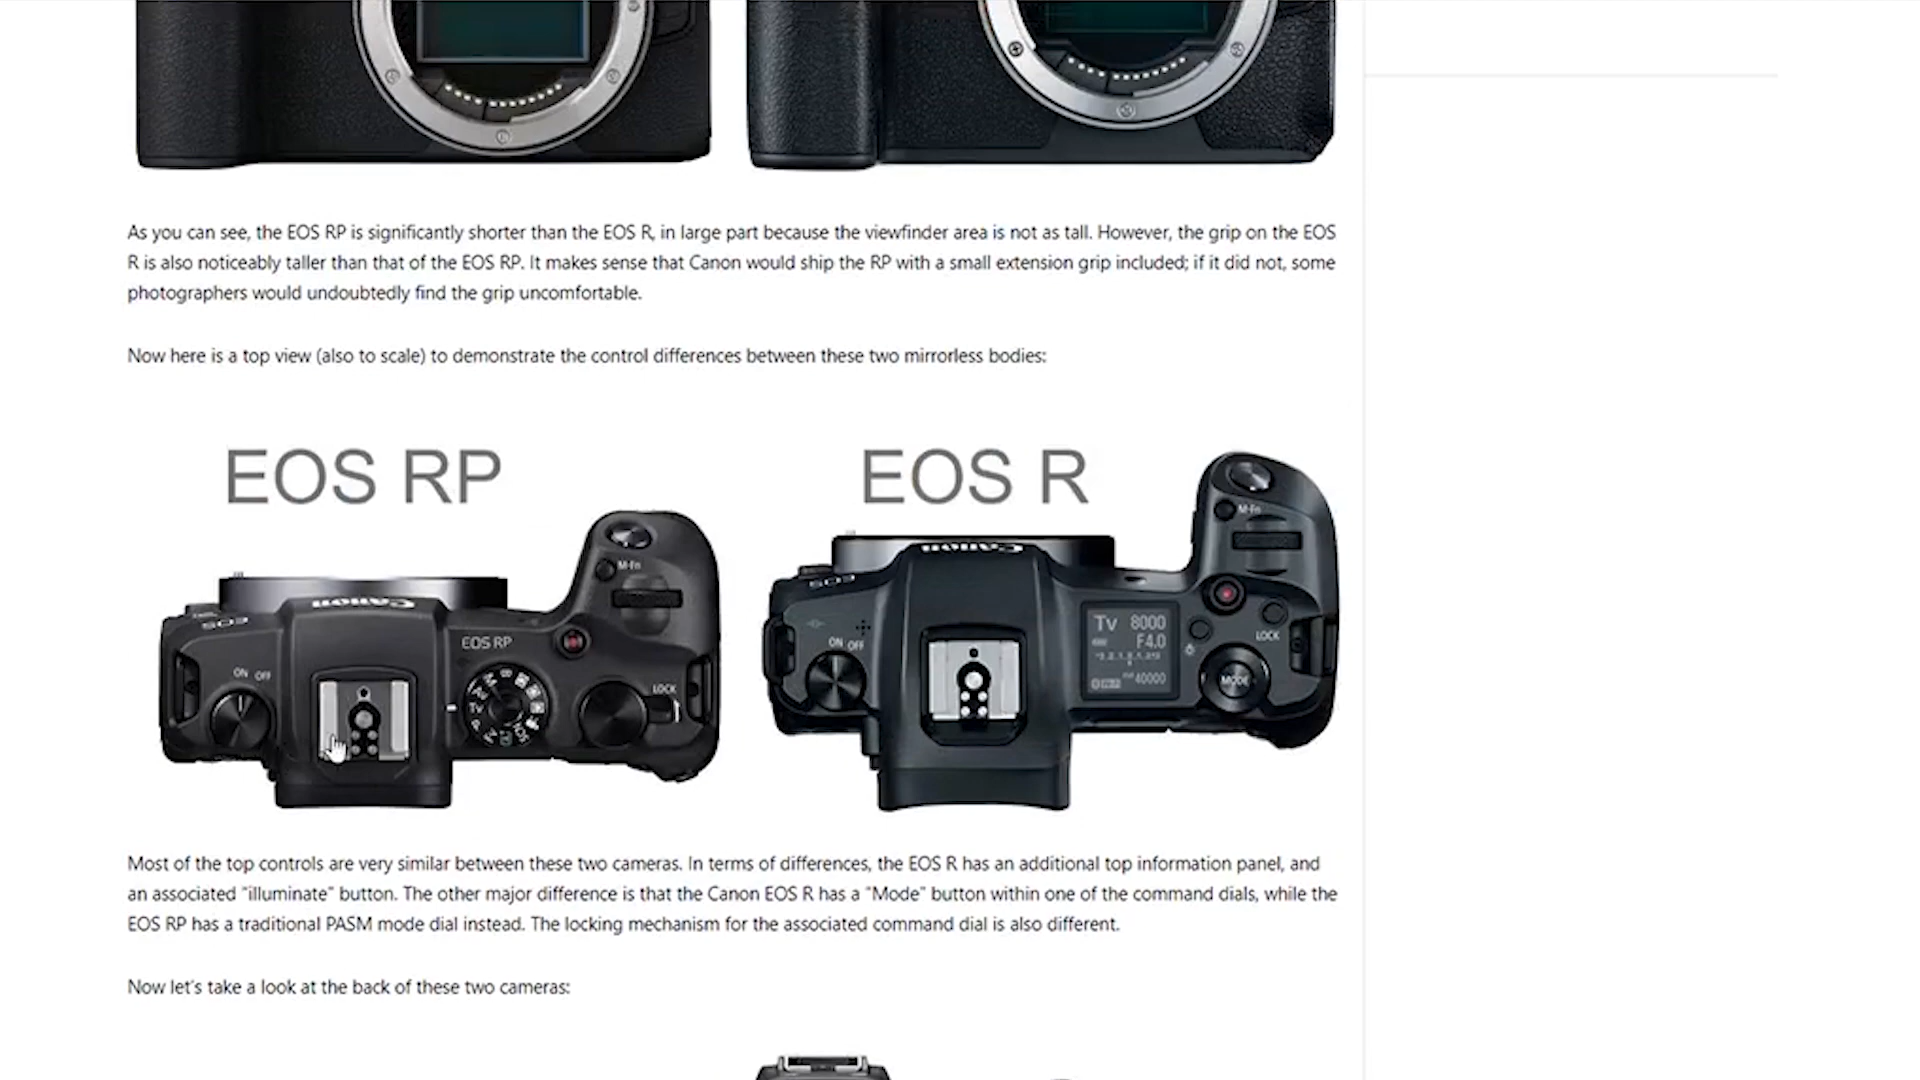 As you can see, the EOS RP is significantly shorter than the EOS R, in large part because the viewfinder area is not as tall. However, the grip on the EOS
R is also noticeably taller than that of the EOS RP. It makes sense that Canon would ship the RP with a small extension grip included; if it did not, some
photographers would undoubtedly find the grip uncomfortable.
Now here is a top view (also to scale) to demonstrate the control differences between these two mirrorless bodies:
EOS RP
EOS R
M-Fn
Canon
EOS
EOS RP
ON OFF
LOCK
Tv
M-Fn
Canon
EOS
ON OFF
Tv 8000
F4.0
40000
LOCK
MODE
Most of the top controls are very similar between these two cameras. In terms of differences, the EOS R has an additional top information panel, and
an associated "illuminate" button. The other major difference is that the Canon EOS R has a "Mode" button within one of the command dials, while the
EOS RP has a traditional PASM mode dial instead. The locking mechanism for the associated command dial is also different.
Now let's take a look at the back of these two cameras: